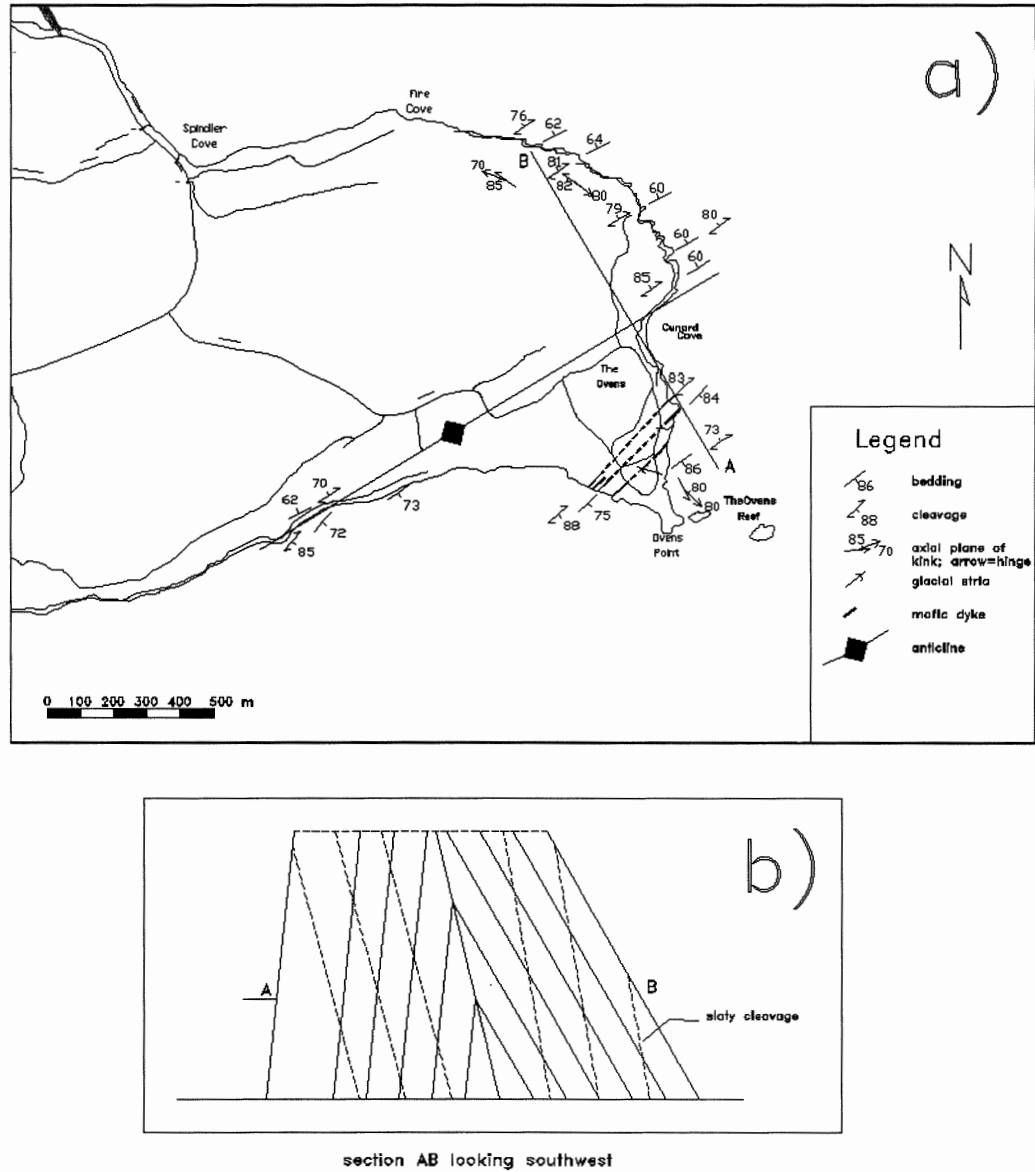 a)
Fire
Cove
Spindler
Cove
76
62
64
B
81
82
80
70
85
79
60
80
60
60
85
N
Cunard
Cove
The
Ovens
83
84
73
A
86
80
80
The Ovens
Reef
Ovens
Point
75
88
73
70
62
72
85
0 100 200 300 400 500 m
Legend
86 bedding
88 cleavage
85 70 axial plane of
kink; arrow=hinge
glacial stria
mafic dyke
anticline
b)
A
B
slaty cleavage
section AB looking southwest